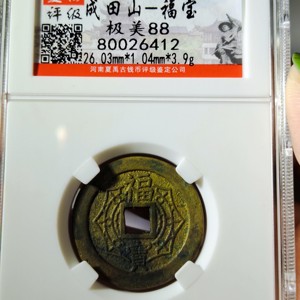 评级
成田山-福宝
极美88
80026412
26.03mm*1.04mm*3.9g
河南夏禹古钱币评级鉴定公司
福
寶